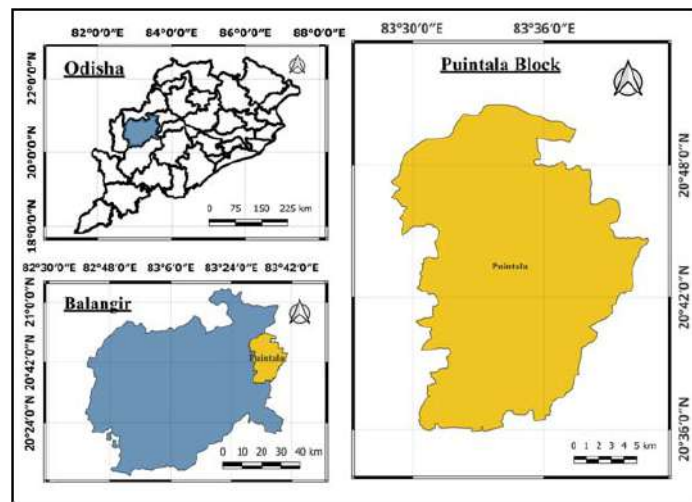 82°0'0"E 84°0'0"E 86°0'0"E 88°0'0"E
Odisha
22°0'0"N
20°0'0"N
18°0'0"N
0 75 150 225 km
82°30'0"E 82°48'0"E 83°6'0"E 83°24'0"E 83°42'0"E
Balangir
21°0'0"N
20°42'0"N
20°24'0"N
Puintala
0 10 20 30 40 km
83°30'0"E 83°36'0"E
Puintala Block
20°48'0"N
20°42'0"N
20°36'0"N
Puintala
0 1 2 3 4 5 km